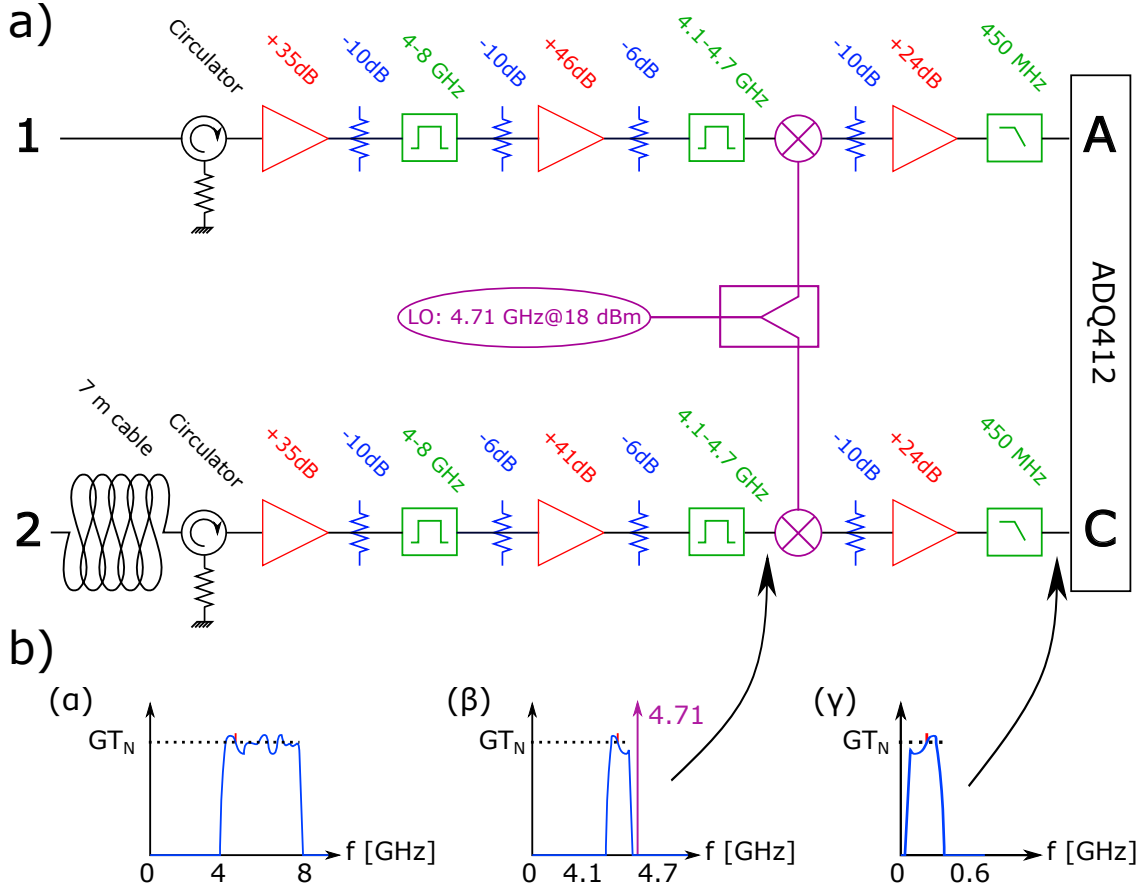 a)
Circulator +35dB -10dB 4-8 GHz -10dB +46dB -6dB 4.1-4.7 GHz -10dB +24dB 450 MHz
1 A
LO: 4.71 GHz@18 dBm
ADQ412
7 m cable Circulator +35dB -10dB 4-8 GHz -6dB +41dB -6dB 4.1-4.7 GHz -10dB +24dB 450 MHz
2 C
b)
(α) (β) (γ)
4.71
GT_N GT_N GT_N
0 4 8 f [GHz] 0 4.1 4.7 f [GHz] 0 0.6 f [GHz]